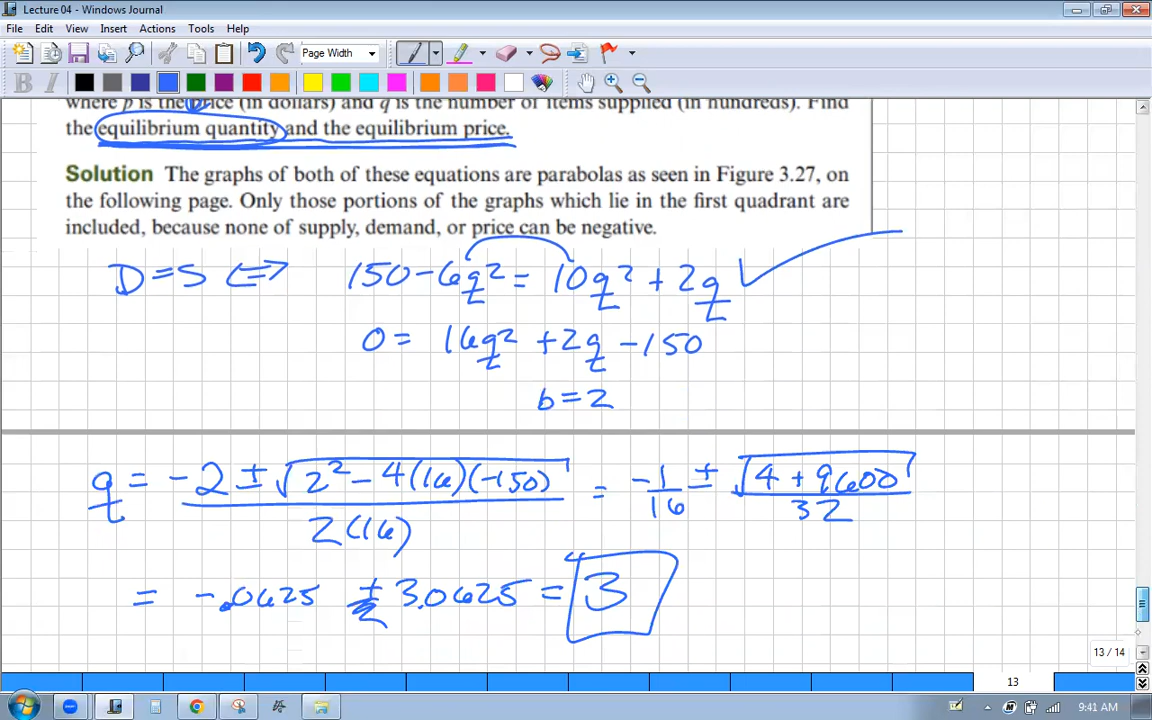 Lecture 04 - Windows Journal
File Edit View Insert Actions Tools Help
Page Width
B I
where p is the price (in dollars) and q is the number of items supplied (in hundreds). Find
the equilibrium quantity and the equilibrium price.
Solution The graphs of both of these equations are parabolas as seen in Figure 3.27, on
the following page. Only those portions of the graphs which lie in the first quadrant are
included, because none of supply, demand, or price can be negative.
D = S ⟺ 150 - 6q² = 10q² + 2q
0 = 16q² + 2q - 150
b = 2
q = -2 ± √(2² - 4(16)(-150)) / 2(16) = -1/16 ± √(4 + 9600) / 32
= -.0625 ± 3.0625 = 3
13 / 14
13
9:41 AM